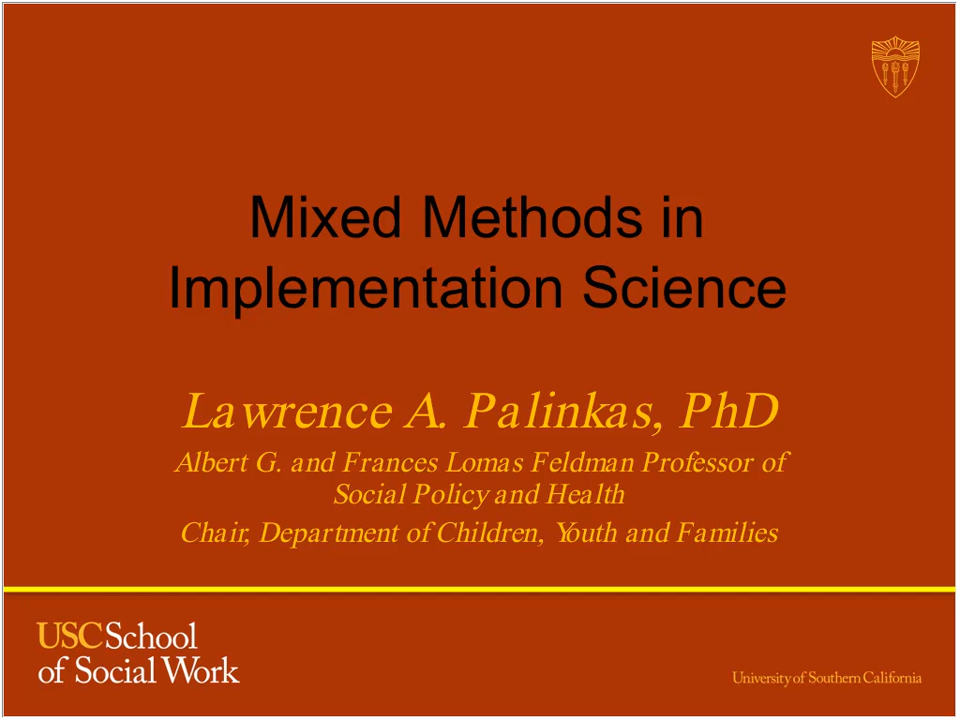 Mixed Methods in
Implementation Science
Lawrence A. Palinkas, PhD
Albert G. and Frances Lomas Feldman Professor of
Social Policy and Health
Chair, Department of Children, Youth and Families
USC School
of Social Work
University of Southern California